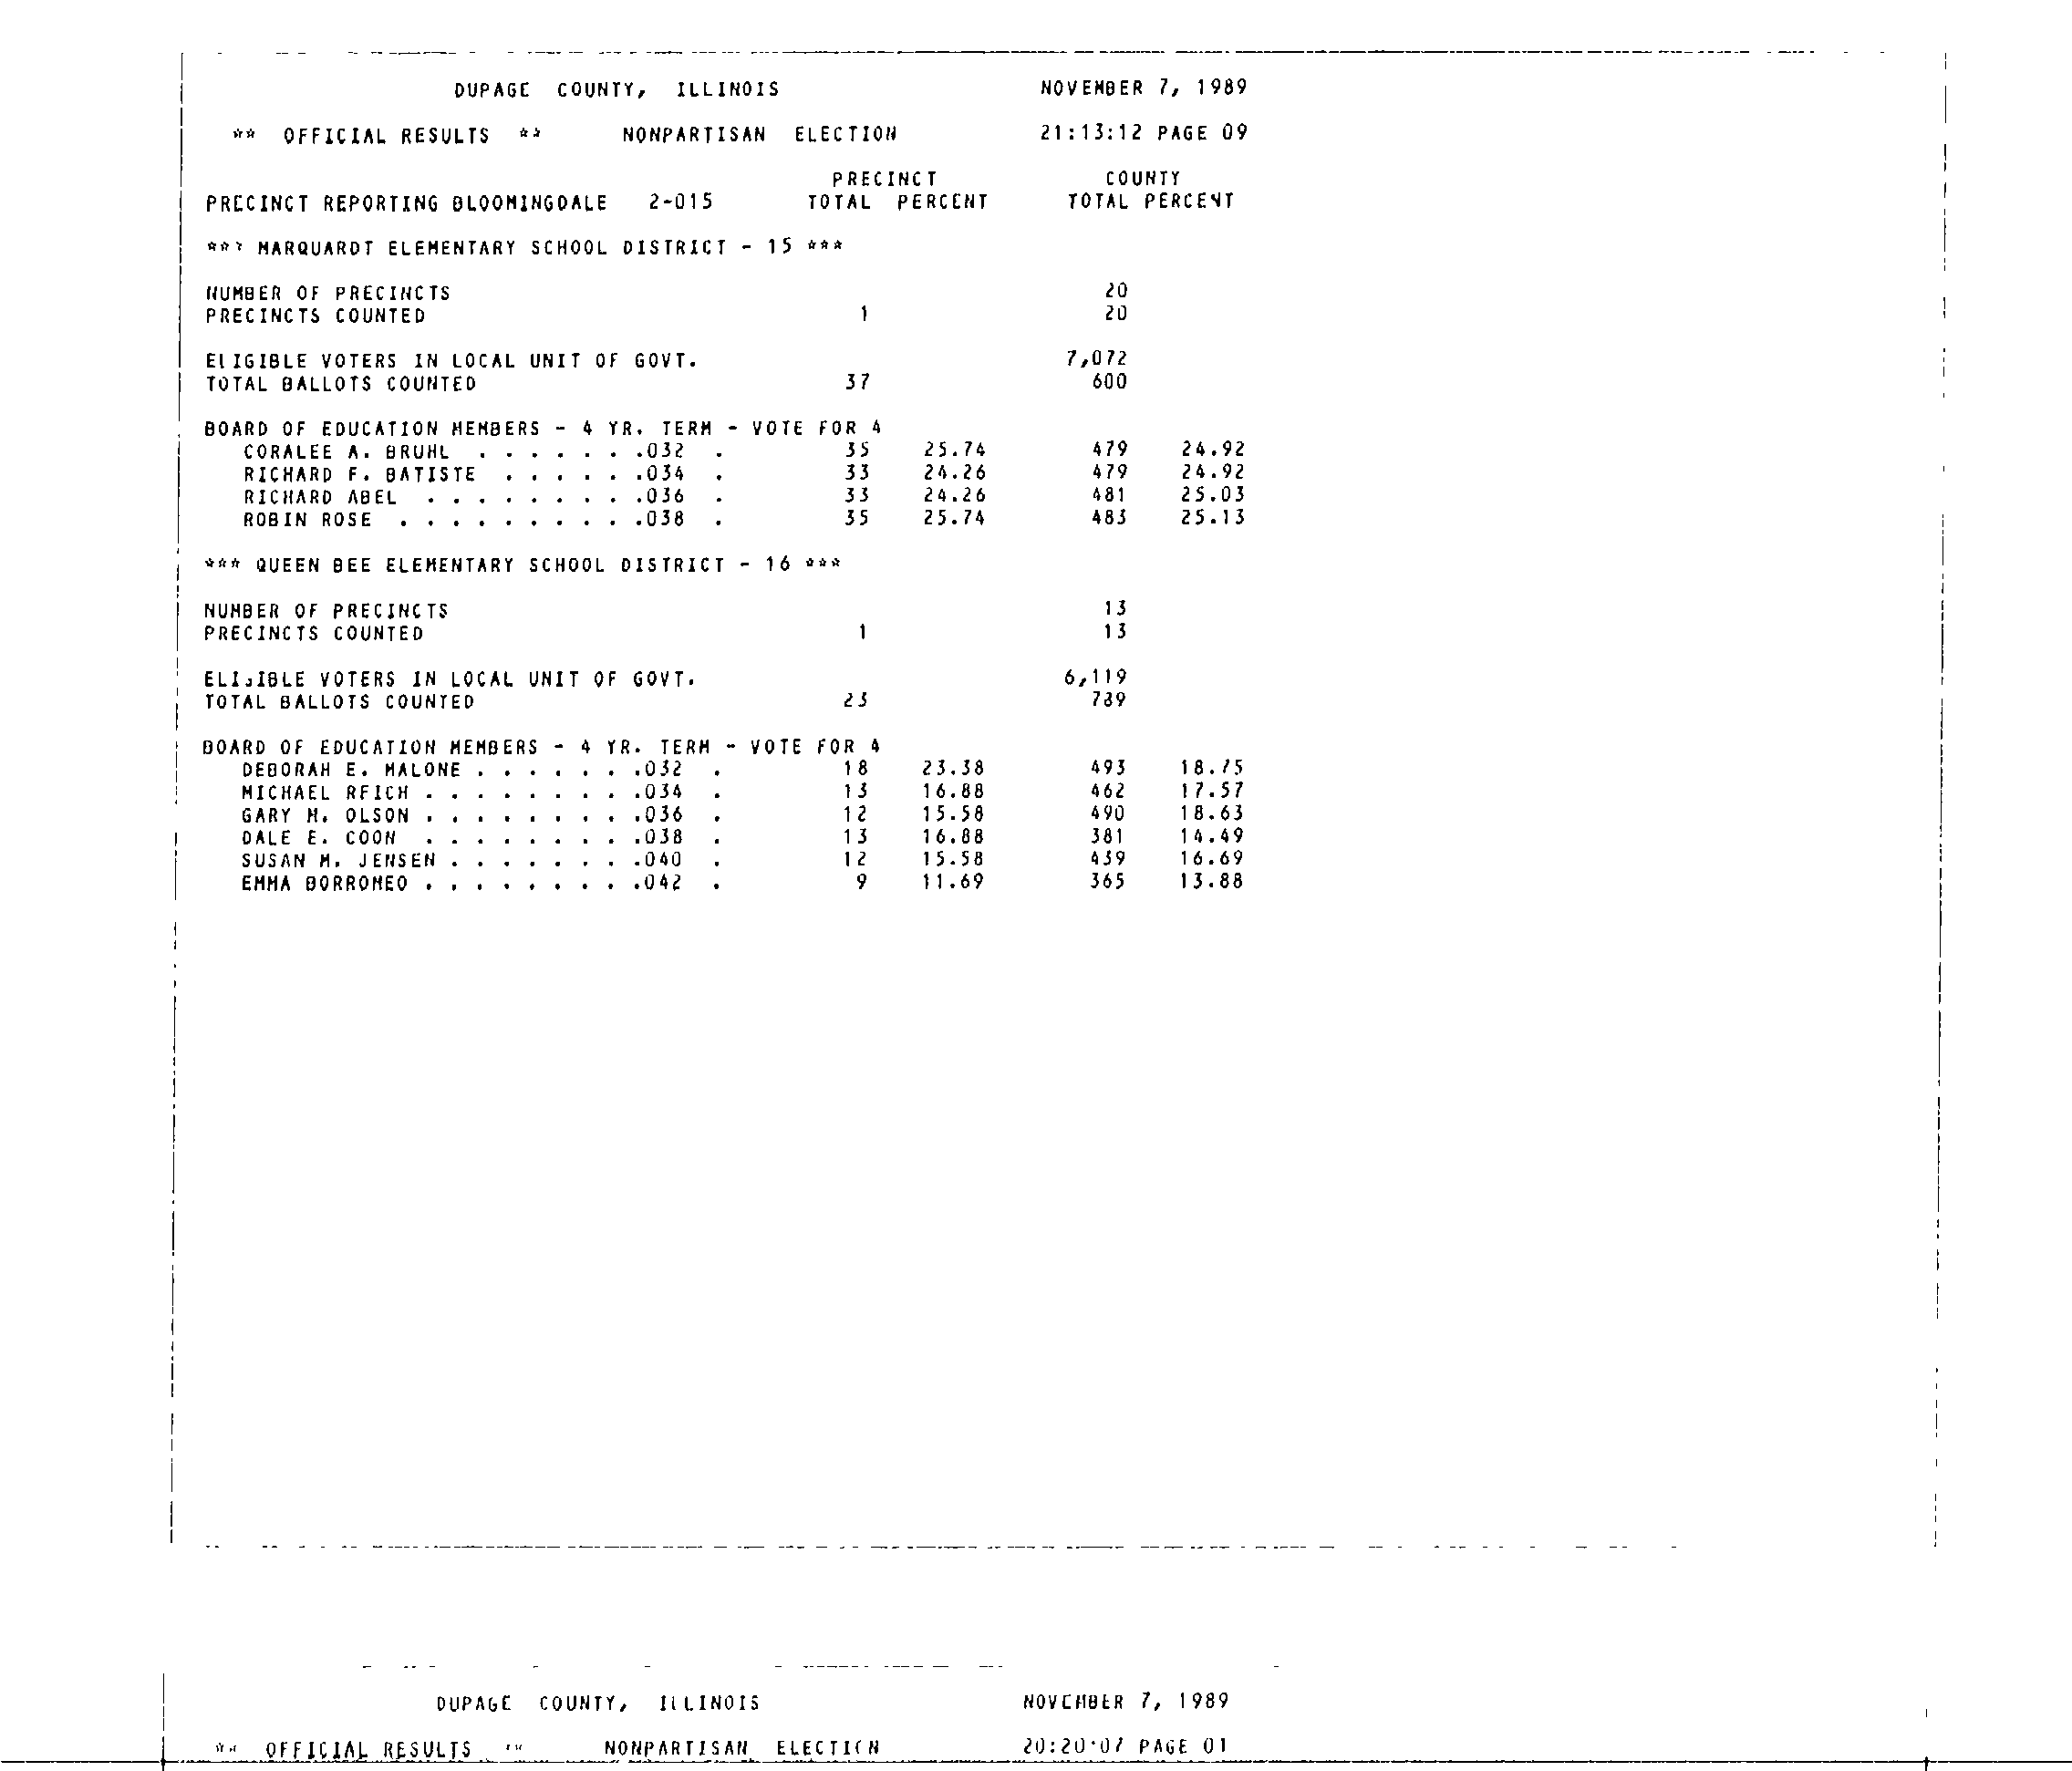 DUPAGE COUNTY, ILLINOIS NOVEMBER 7, 1989
** OFFICIAL RESULTS ** NONPARTISAN ELECTION 21:13:12 PAGE 09
PRECINCT COUNTY
PRECINCT REPORTING BLOOMINGDALE 2-015 TOTAL PERCENT TOTAL PERCENT
*** MARQUARDT ELEMENTARY SCHOOL DISTRICT - 15 ***
NUMBER OF PRECINCTS 20
PRECINCTS COUNTED 1 20
ELIGIBLE VOTERS IN LOCAL UNIT OF GOVT. 7,072
TOTAL BALLOTS COUNTED 37 600
BOARD OF EDUCATION MEMBERS - 4 YR. TERM - VOTE FOR 4
CORALEE A. BRUHL . . . . . . .032 . 35 25.74 479 24.92
RICHARD F. BATISTE . . . . . .034 . 33 24.26 479 24.92
RICHARD ABEL . . . . . . . . .036 . 33 24.26 481 25.03
ROBIN ROSE . . . . . . . . . .038 . 35 25.74 483 25.13
*** QUEEN BEE ELEMENTARY SCHOOL DISTRICT - 16 ***
NUMBER OF PRECINCTS 13
PRECINCTS COUNTED 1 13
ELIGIBLE VOTERS IN LOCAL UNIT OF GOVT. 6,119
TOTAL BALLOTS COUNTED 23 789
BOARD OF EDUCATION MEMBERS - 4 YR. TERM - VOTE FOR 4
DEBORAH E. MALONE . . . . . . .032 . 18 23.38 493 18.75
MICHAEL REICH . . . . . . . . .034 . 13 16.88 462 17.57
GARY M. OLSON . . . . . . . . .036 . 12 15.58 490 18.63
DALE E. COON . . . . . . . . .038 . 13 16.88 381 14.49
SUSAN M. JENSEN . . . . . . . .040 . 12 15.58 439 16.69
EMMA BORROMEO . . . . . . . . .042 . 9 11.69 365 13.88
DUPAGE COUNTY, ILLINOIS NOVEMBER 7, 1989
** OFFICIAL RESULTS ** NONPARTISAN ELECTION 20:20:07 PAGE 01